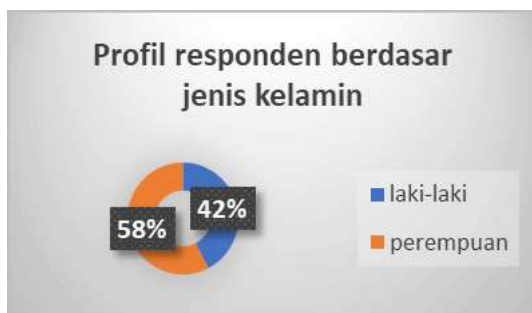 Profil responden berdasar
jenis kelamin
42%
58%
laki-laki
perempuan